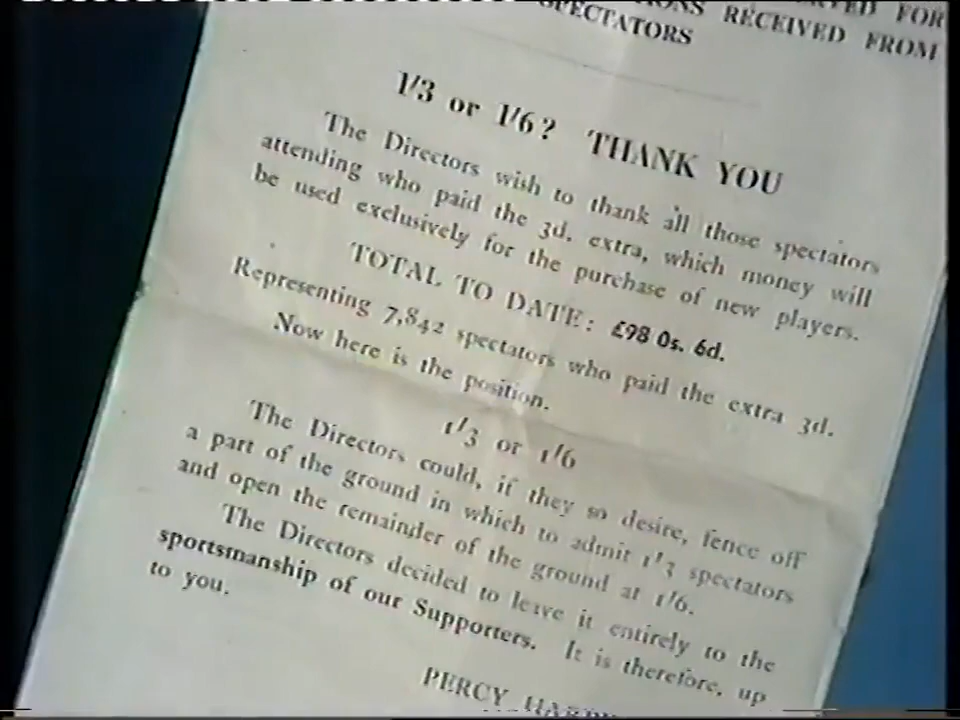 FOR
RECEIVED FROM
SPECTATORS
1/3 or 1/6? THANK YOU
The Directors wish to thank all those spectators
attending who paid the 3d. extra, which money will
be used exclusively for the purchase of new players.
TOTAL TO DATE: £98 0s. 6d.
Representing 7,842 spectators who paid the extra 3d.
Now here is the position.
1/3 or 1/6
The Directors could, if they so desire, fence off
a part of the ground in which to admit 1/3 spectators
and open the remainder of the ground at 1/6.
The Directors decided to leave it entirely to the
sportsmanship of our Supporters. It is therefore, up
to you.
PERCY